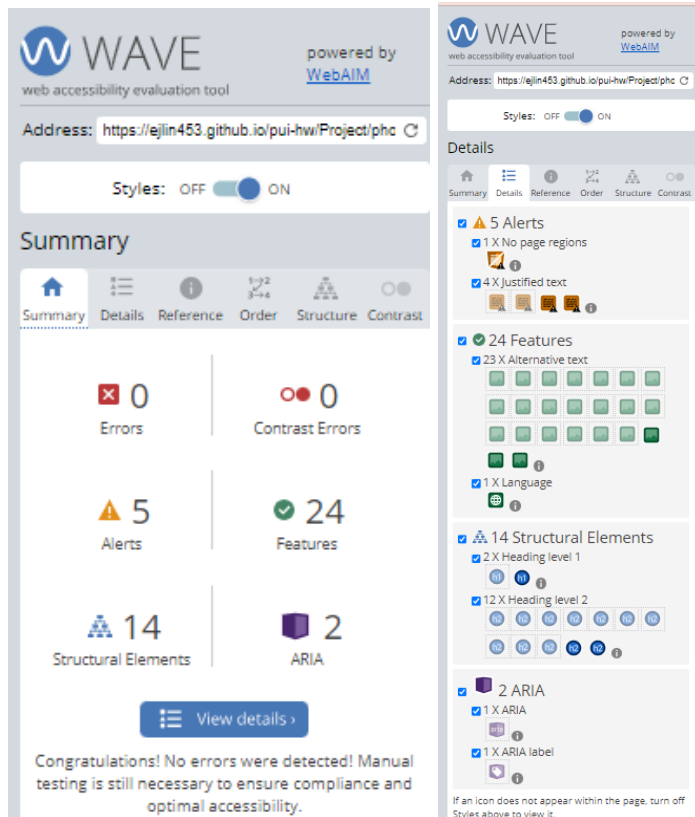 WAVE
powered by
WebAIM
web accessibility evaluation tool
Address: https://ejlin453.github.io/pui-hw/Project/phc
Styles: OFF ON
Summary
Summary Details Reference Order Structure Contrast
0
Errors
0
Contrast Errors
5
Alerts
24
Features
14
Structural Elements
2
ARIA
View details ›
Congratulations! No errors were detected! Manual
testing is still necessary to ensure compliance and
optimal accessibility.
WAVE
powered by
WebAIM
web accessibility evaluation tool
Address: https://ejlin453.github.io/pui-hw/Project/phc
Styles: OFF ON
Details
Summary Details Reference Order Structure Contrast
5 Alerts
1 X No page regions
4 X Justified text
24 Features
23 X Alternative text
1 X Language
14 Structural Elements
2 X Heading level 1
h1 h1
12 X Heading level 2
h2 h2 h2 h2 h2 h2 h2
h2 h2 h2 h2 h2
2 ARIA
1 X ARIA
aria
1 X ARIA label
If an icon does not appear within the page, turn off
Styles above to view it.